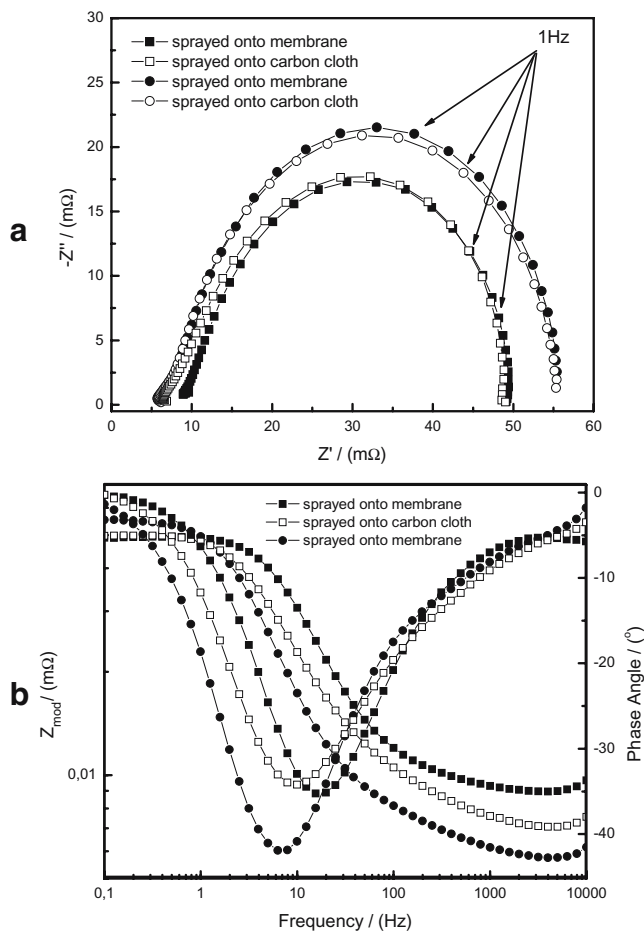 a
30
25
20
15
10
5
0
-Z'' / (mΩ)
sprayed onto membrane
sprayed onto carbon cloth
sprayed onto membrane
sprayed onto carbon cloth
1Hz
0 10 20 30 40 50 60
Z' / (mΩ)
b
Zmod/ (mΩ)
0,01
sprayed onto membrane
sprayed onto carbon cloth
sprayed onto membrane
0
-10
-20
-30
-40
Phase Angle / (°)
0,1 1 10 100 1000 10000
Frequency / (Hz)